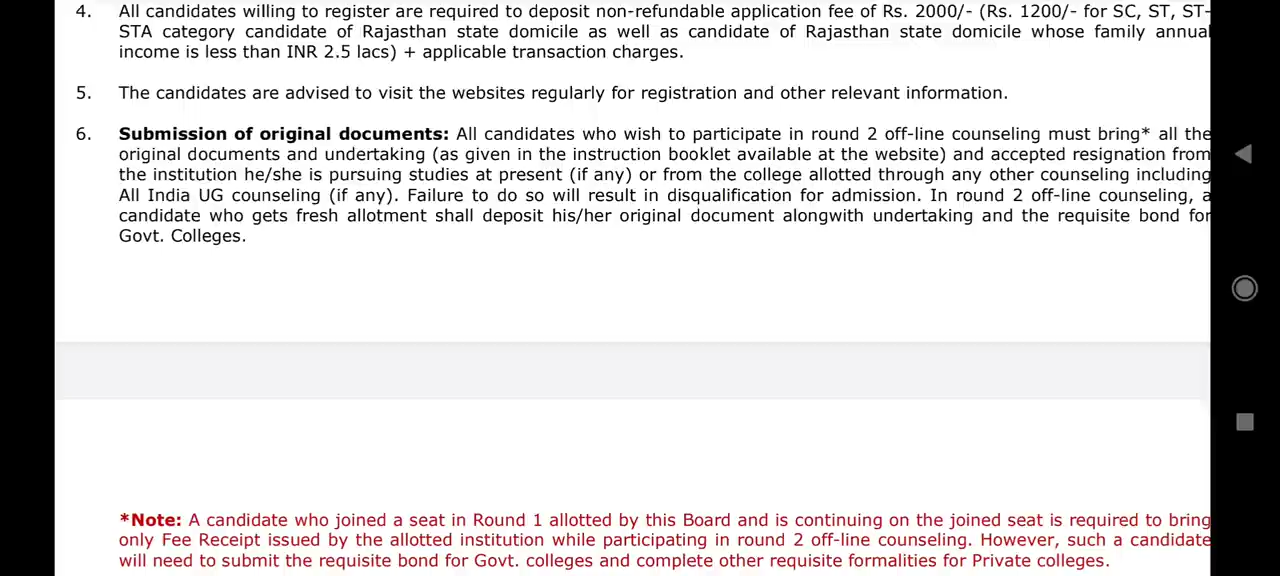 4. All candidates willing to register are required to deposit non-refundable application fee of Rs. 2000/- (Rs. 1200/- for SC, ST, ST-
STA category candidate of Rajasthan state domicile as well as candidate of Rajasthan state domicile whose family annual
income is less than INR 2.5 lacs) + applicable transaction charges.
5. The candidates are advised to visit the websites regularly for registration and other relevant information.
6. Submission of original documents: All candidates who wish to participate in round 2 off-line counseling must bring* all the
original documents and undertaking (as given in the instruction booklet available at the website) and accepted resignation from
the institution he/she is pursuing studies at present (if any) or from the college allotted through any other counseling including
All India UG counseling (if any). Failure to do so will result in disqualification for admission. In round 2 off-line counseling, a
candidate who gets fresh allotment shall deposit his/her original document alongwith undertaking and the requisite bond for
Govt. Colleges.
*Note: A candidate who joined a seat in Round 1 allotted by this Board and is continuing on the joined seat is required to bring
only Fee Receipt issued by the allotted institution while participating in round 2 off-line counseling. However, such a candidate
will need to submit the requisite bond for Govt. colleges and complete other requisite formalities for Private colleges.